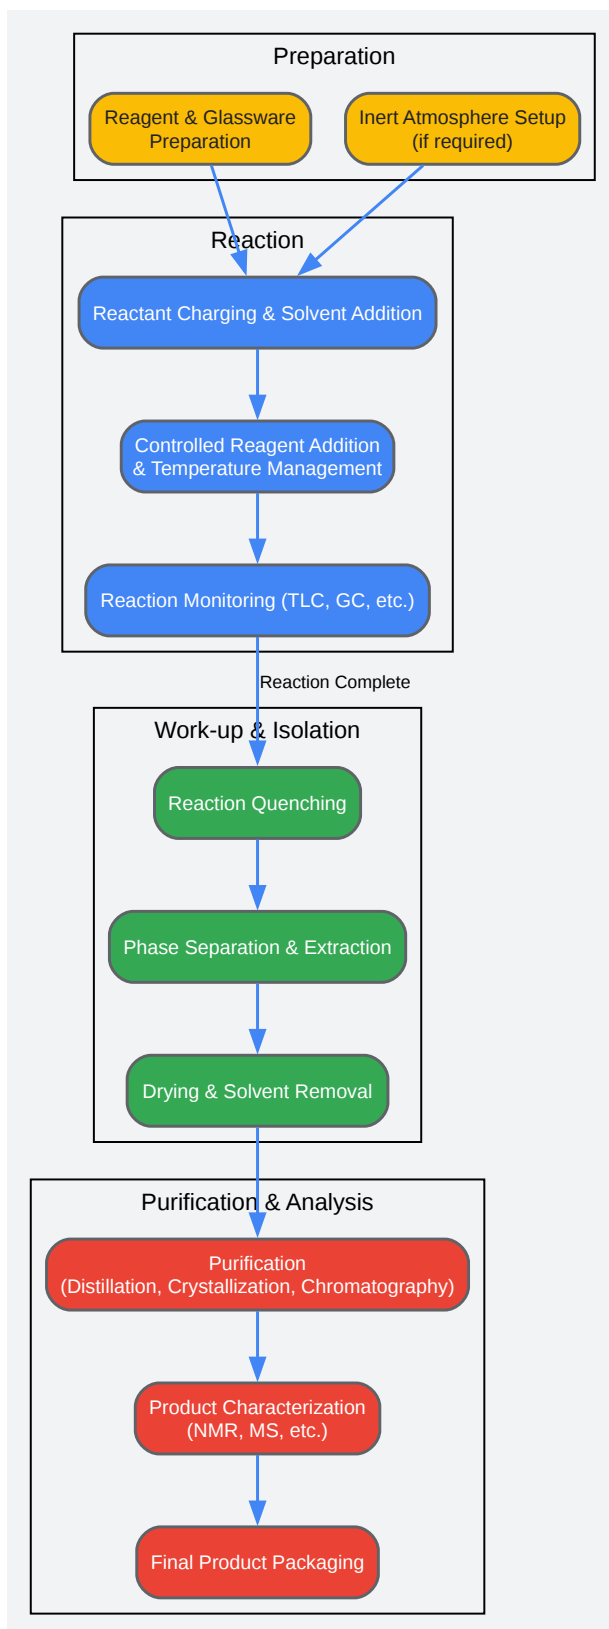 Preparation
Reagent & Glassware
Preparation
Inert Atmosphere Setup
(if required)
Reaction
Reactant Charging & Solvent Addition
Controlled Reagent Addition
& Temperature Management
Reaction Monitoring (TLC, GC, etc.)
Reaction Complete
Work-up & Isolation
Reaction Quenching
Phase Separation & Extraction
Drying & Solvent Removal
Purification & Analysis
Purification
(Distillation, Crystallization, Chromatography)
Product Characterization
(NMR, MS, etc.)
Final Product Packaging